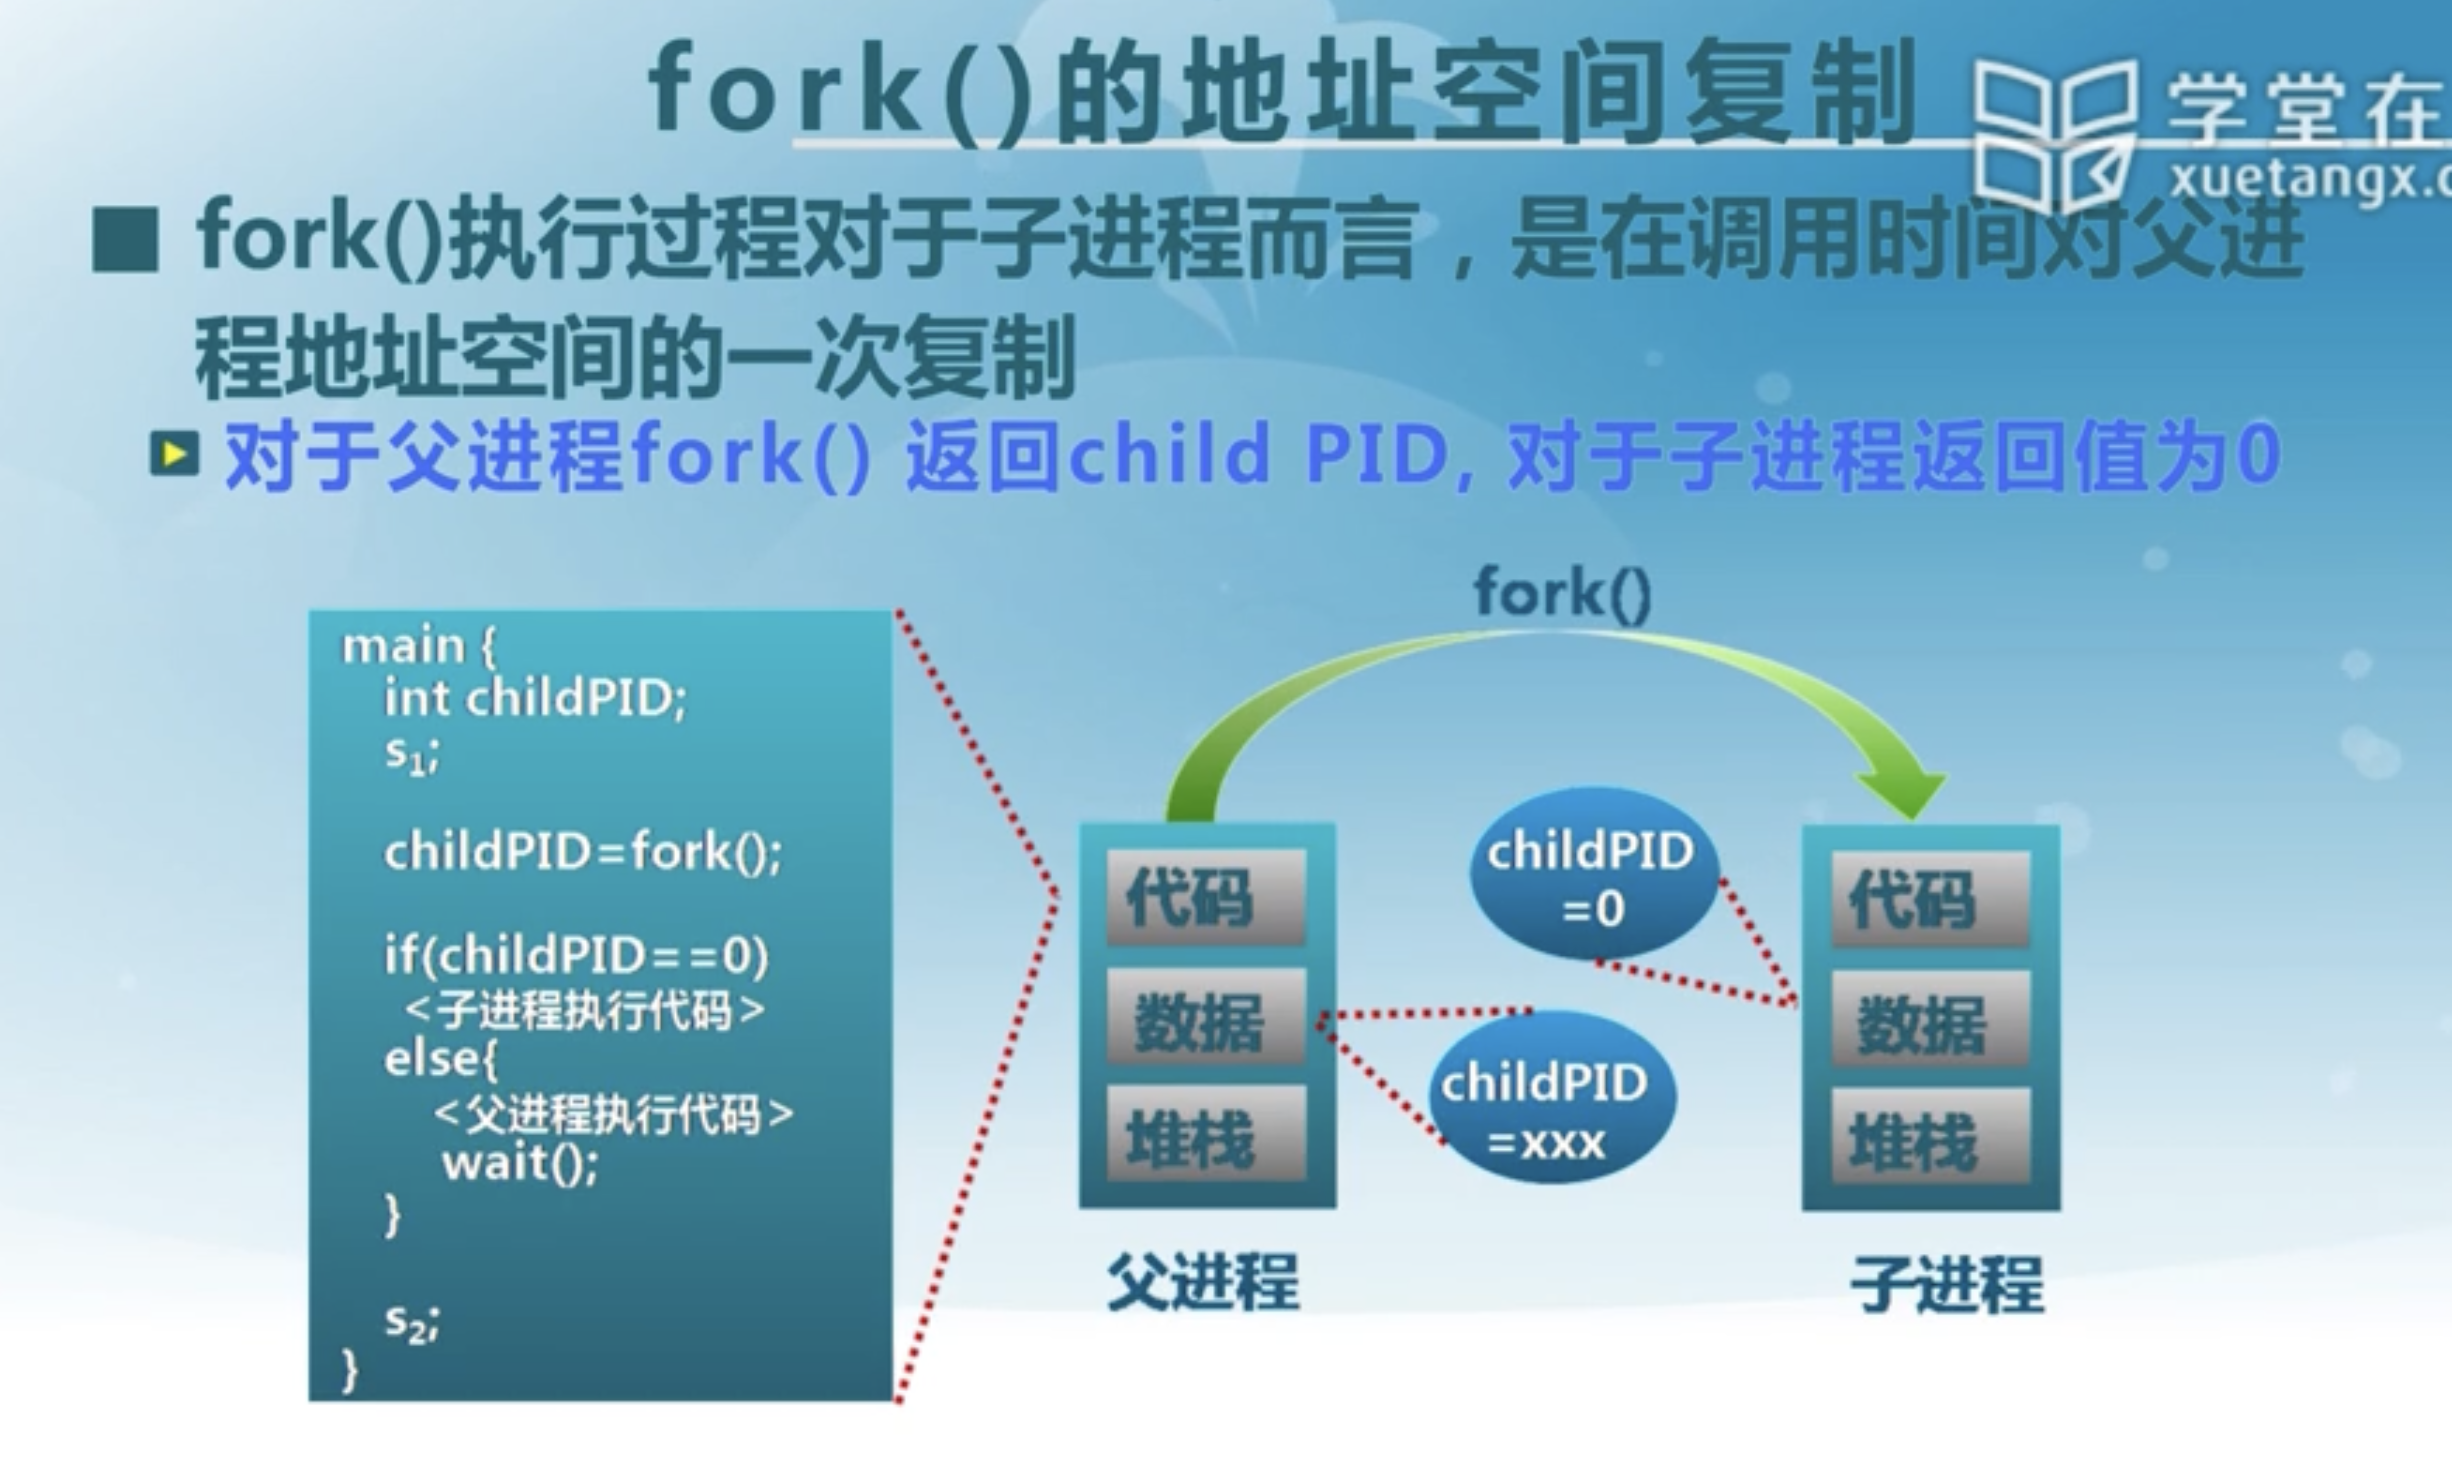 fork()的地址空间复制
学堂在
xuetangx.c
fork()执行过程对于子进程而言，是在调用时间对父进
程地址空间的一次复制
对于父进程fork() 返回child PID, 对于子进程返回值为0
main {
int childPID;
s₁;
childPID=fork();
if(childPID==0)
<子进程执行代码>
else{
<父进程执行代码>
wait();
}
s₂;
}
fork()
代码
数据
堆栈
父进程
childPID
=0
childPID
=xxx
代码
数据
堆栈
子进程